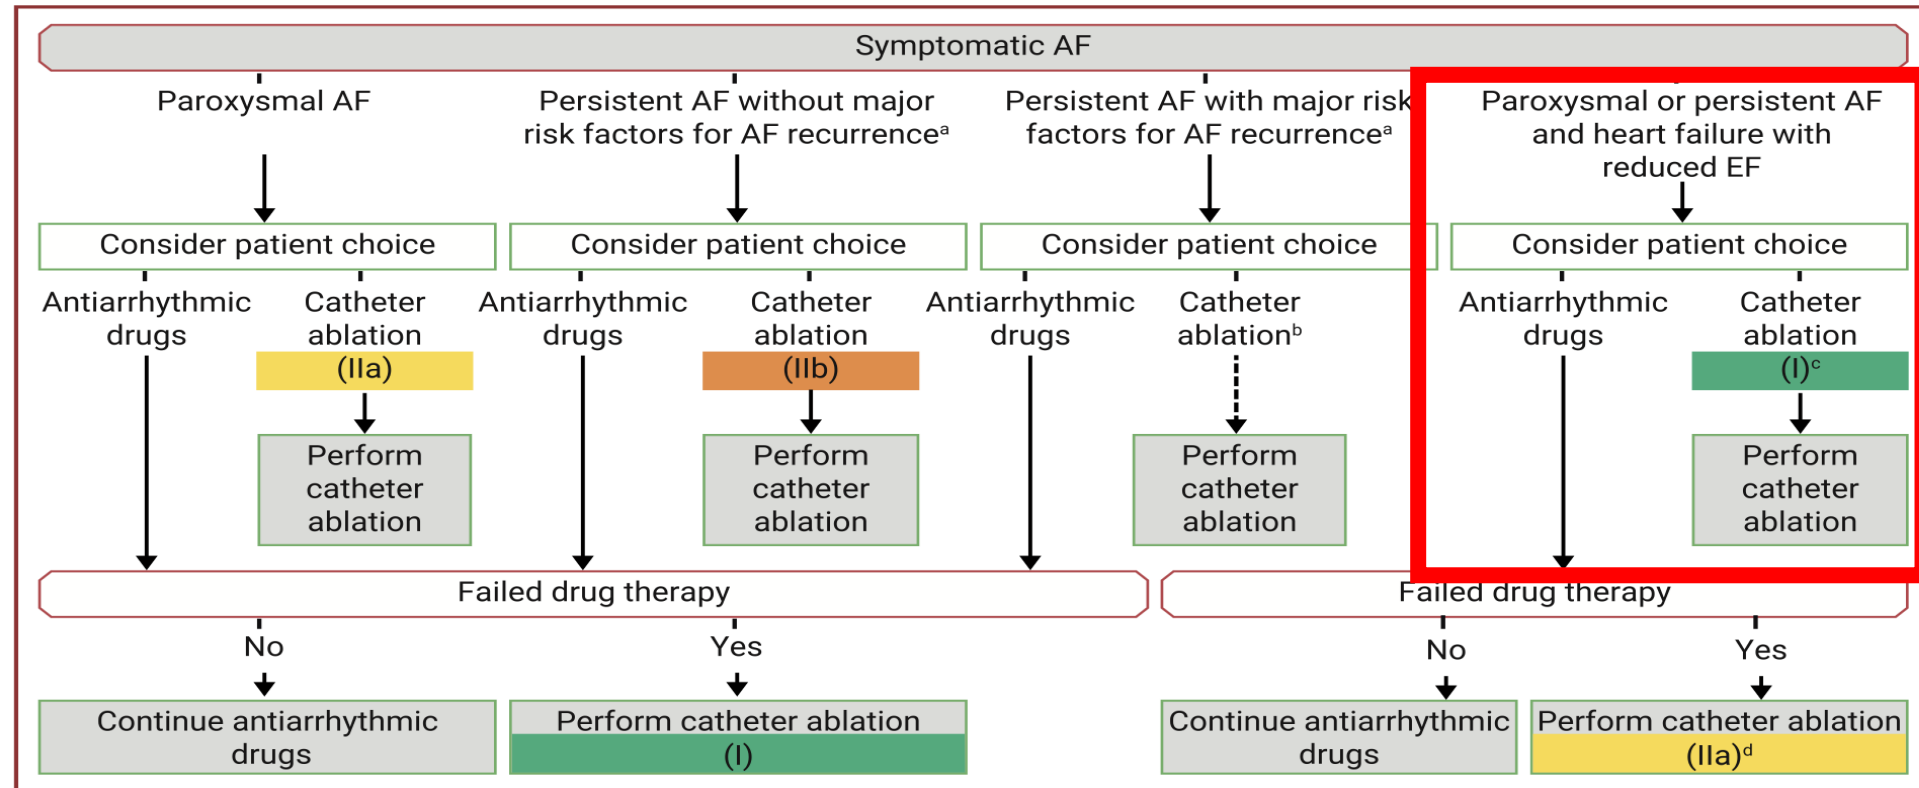 Symptomatic AF
Paroxysmal AF
Persistent AF without major
risk factors for AF recurrenceᵃ
Persistent AF with major risk
factors for AF recurrenceᵃ
Paroxysmal or persistent AF
and heart failure with
reduced EF
Consider patient choice
Consider patient choice
Consider patient choice
Consider patient choice
Antiarrhythmic
drugs
Catheter
ablation
(IIa)
Antiarrhythmic
drugs
Catheter
ablation
(IIb)
Antiarrhythmic
drugs
Catheter
ablationᵇ
Antiarrhythmic
drugs
Catheter
ablation
(I)ᶜ
Perform
catheter
ablation
Perform
catheter
ablation
Perform
catheter
ablation
Perform
catheter
ablation
Failed drug therapy
Failed drug therapy
No
Yes
No
Yes
Continue antiarrhythmic
drugs
Perform catheter ablation
(I)
Continue antiarrhythmic
drugs
Perform catheter ablation
(IIa)ᵈ